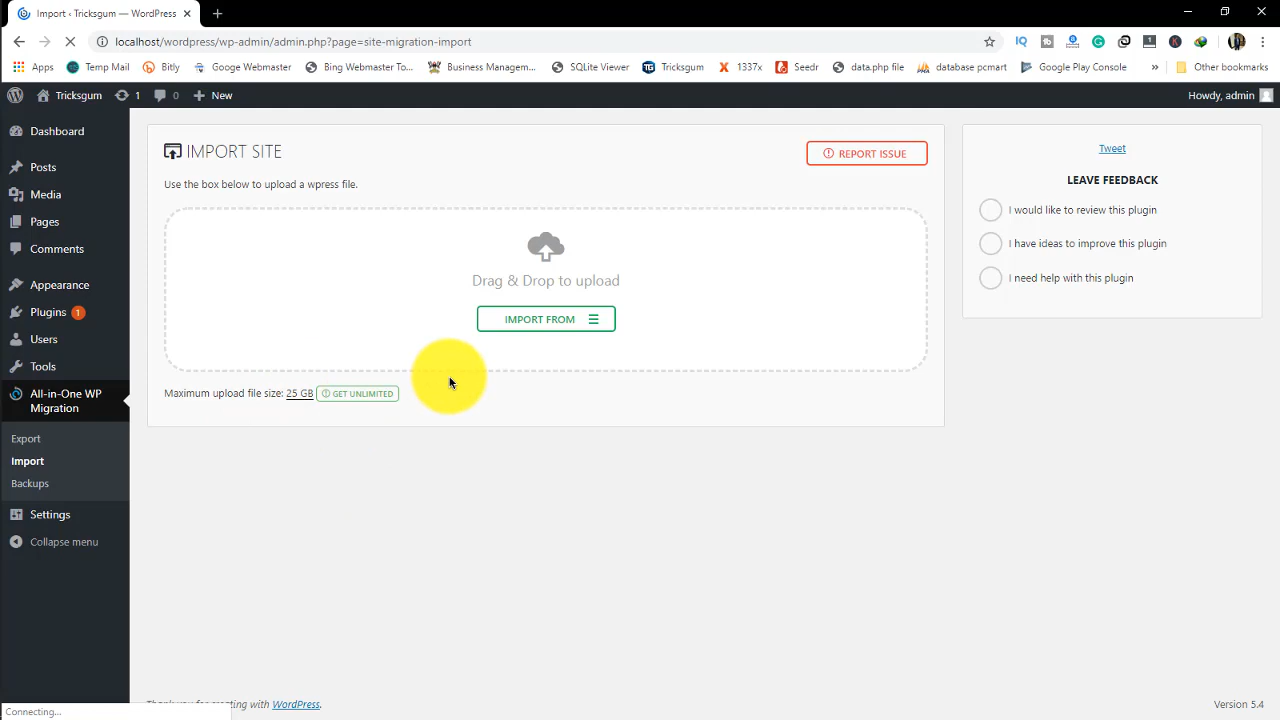 Import ‹ Tricksgum — WordPress
localhost/wordpress/wp-admin/admin.php?page=site-migration-import
Apps Temp Mail Bitly Googe Webmaster Bing Webmaster To... Business Managem... SQLite Viewer Tricksgum 1337x Seedr data.php file database pcmart Google Play Console » Other bookmarks
Tricksgum 1 0 New Howdy, admin
Dashboard
Posts
Media
Pages
Comments
Appearance
Plugins 1
Users
Tools
All-in-One WP
Migration
Export
Import
Backups
Settings
Collapse menu
IMPORT SITE
REPORT ISSUE
Use the box below to upload a wpress file.
Drag & Drop to upload
IMPORT FROM
Maximum upload file size: 25 GB GET UNLIMITED
Tweet
LEAVE FEEDBACK
I would like to review this plugin
I have ideas to improve this plugin
I need help with this plugin
Thank you for creating with WordPress.
Version 5.4
Connecting...